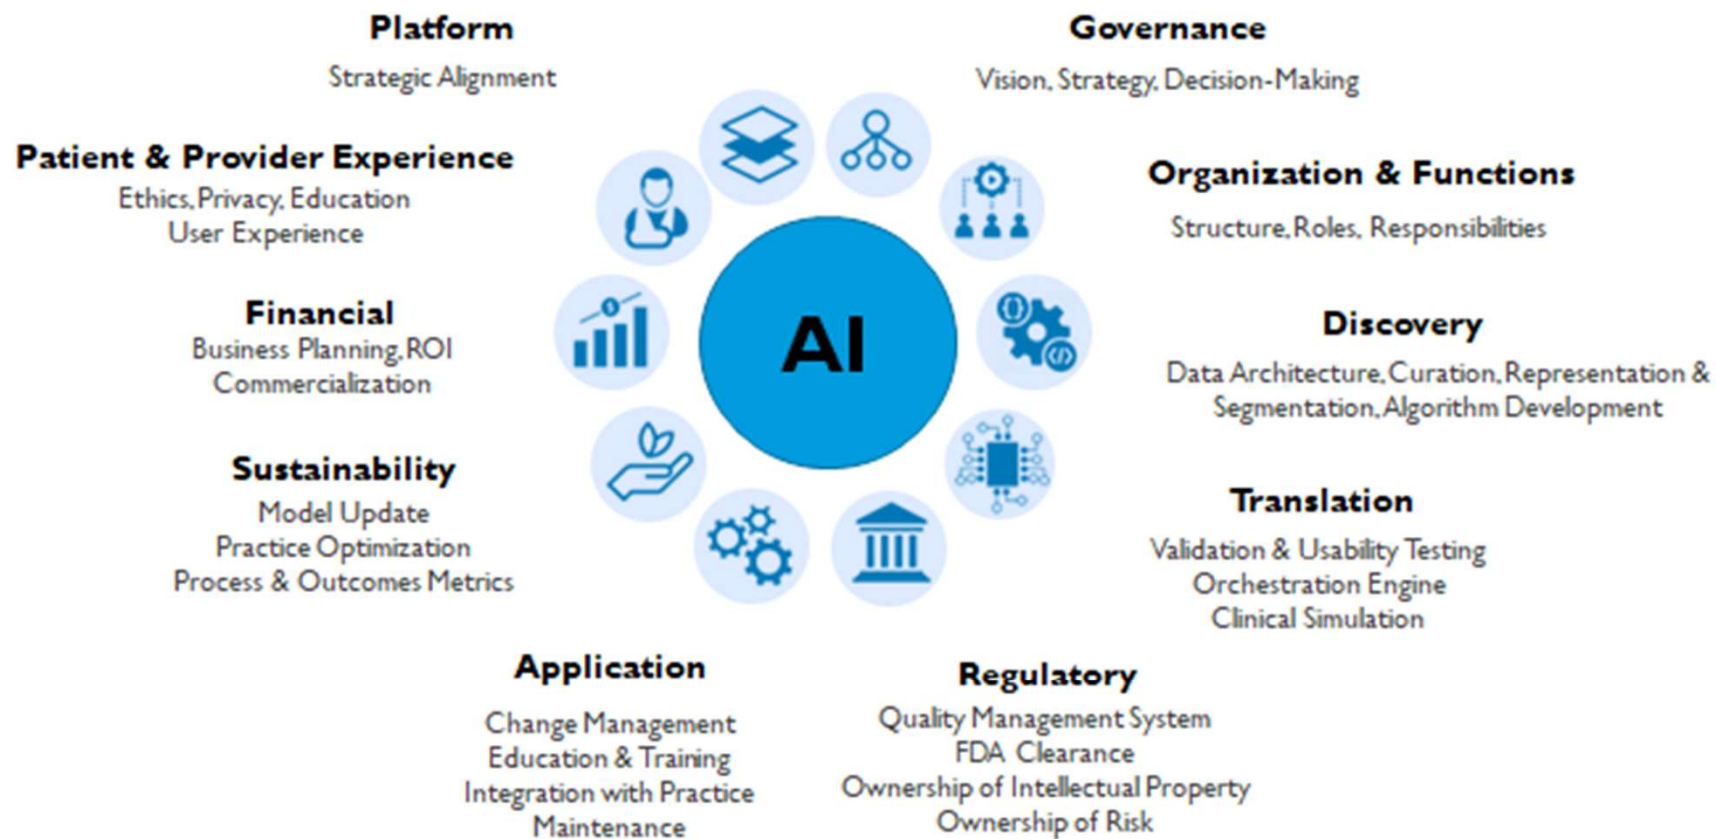 Platform
Strategic Alignment
Governance
Vision, Strategy, Decision-Making
Patient & Provider Experience
Ethics, Privacy, Education
User Experience
Organization & Functions
Structure, Roles, Responsibilities
Financial
Business Planning, ROI
Commercialization
AI
Discovery
Data Architecture, Curation, Representation &
Segmentation, Algorithm Development
Sustainability
Model Update
Practice Optimization
Process & Outcomes Metrics
Translation
Validation & Usability Testing
Orchestration Engine
Clinical Simulation
Application
Change Management
Education & Training
Integration with Practice
Maintenance
Regulatory
Quality Management System
FDA Clearance
Ownership of Intellectual Property
Ownership of Risk